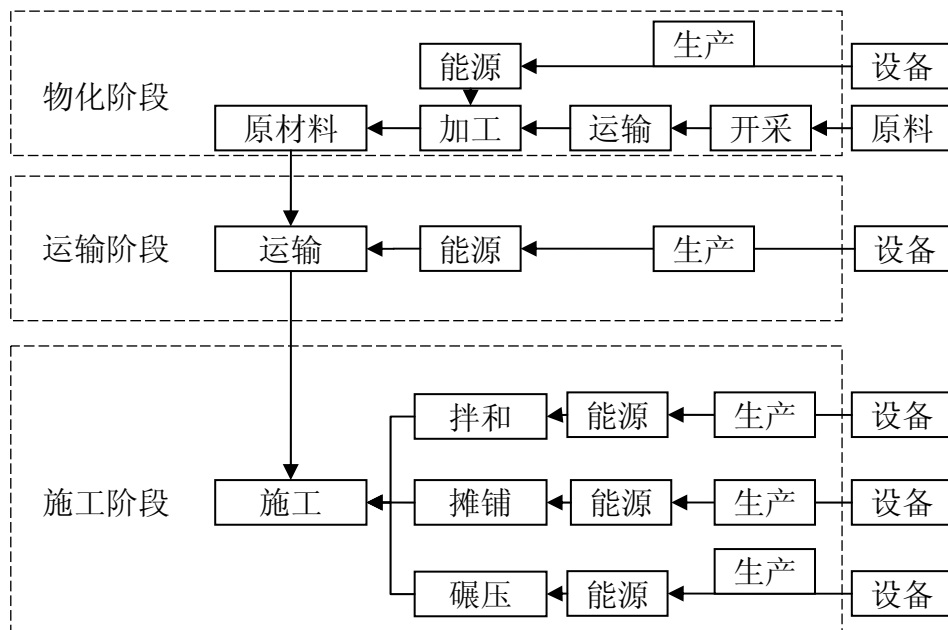 生产
能源
设备
物化阶段
原材料
加工
运输
开采
原料
运输阶段
运输
能源
生产
设备
拌和
能源
生产
设备
施工阶段
施工
摊铺
能源
生产
设备
碾压
能源
生产
设备